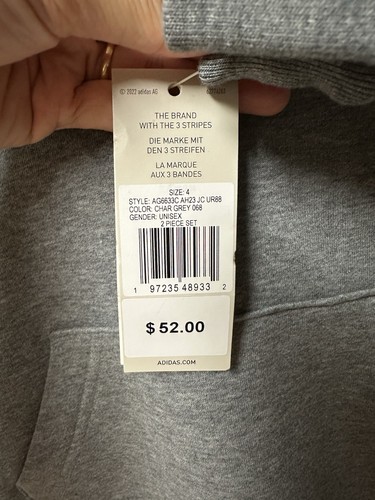 © 2022 adidas AG
THE BRAND
WITH THE 3 STRIPES
DIE MARKE MIT
DEN 3 STREIFEN
LA MARQUE
AUX 3 BANDES
SIZE: 4
STYLE: AG6633C AH23 JC UR88
COLOR: CHAR GREY 068
GENDER: UNISEX
2 PIECE SET
1 97235 48933 2
$52.00
ADIDAS.COM